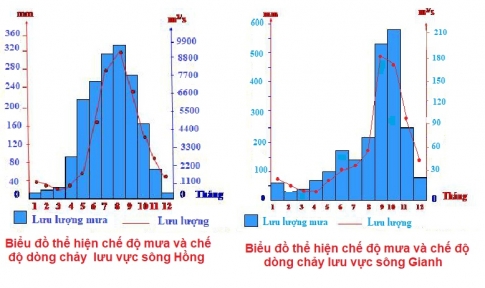 mm
m³/s
360
320
280
240
200
160
120
80
40
0
9900
8800
7700
6600
5500
4400
3300
2200
1100
0
1 2 3 4 5 6 7 8 9 10 11 12
Tháng
Lưu lượng mưa
Lưu lượng
Biểu đồ thể hiện chế độ mưa và chế
độ dòng chảy lưu vực sông Hồng
mm
m³/s
600
500
400
300
200
100
0
210
180
150
120
90
60
30
0
1 2 3 4 5 6 7 8 9 10 11 12
Tháng
Lưu lượng mưa
Lưu lượng
Biểu đồ thể hiện chế độ mưa và chế độ
dòng chảy lưu vực sông Gianh